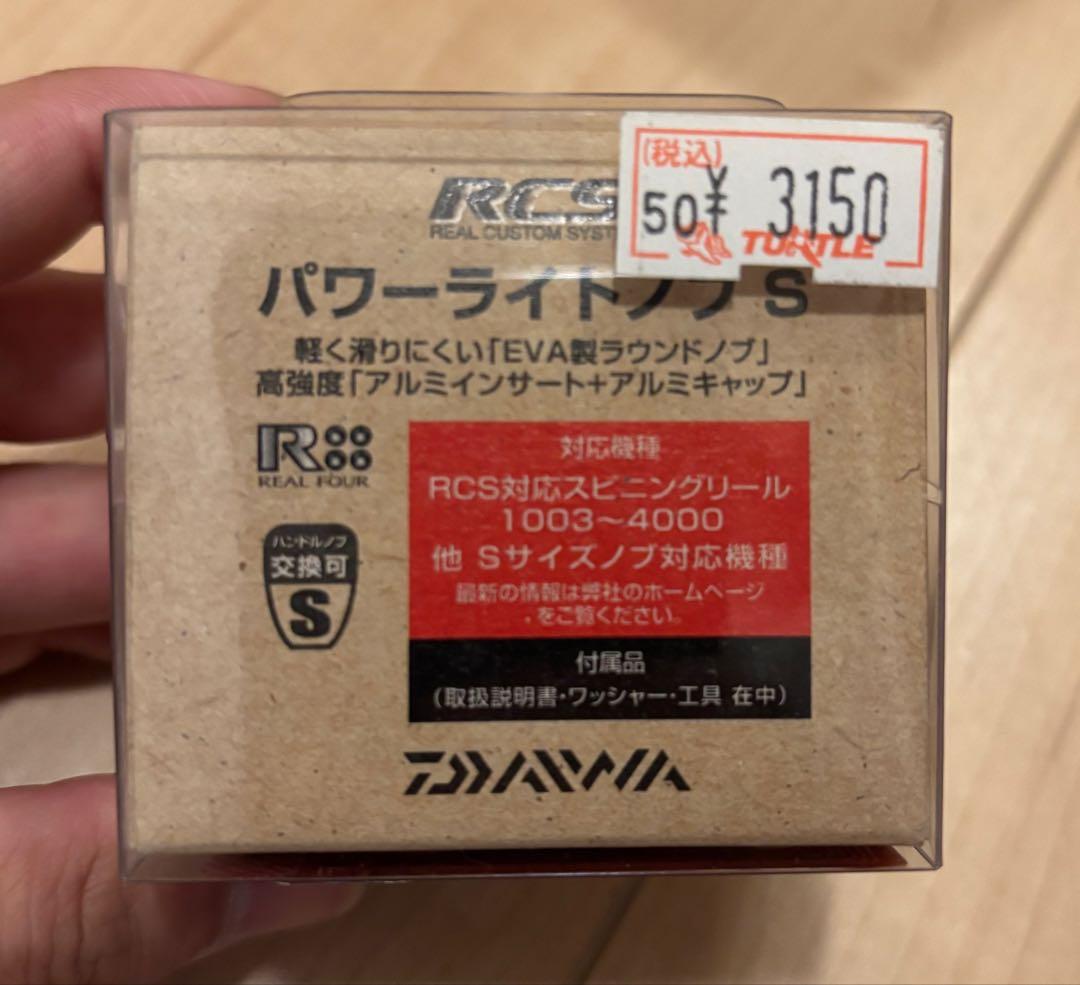 (税込)
50 ¥ 3150
TURTLE
RCS
REAL CUSTOM SYST
パワーライトノブ S
軽く滑りにくい「EVA製ラウンドノブ」
高強度「アルミインサート+アルミキャップ」
R
REAL FOUR
対応機種
RCS対応スピニングリール
1003〜4000
他 Sサイズノブ対応機種
最新の情報は弊社のホームページ
をご覧ください。
ハンドルノブ
交換可
S
付属品
(取扱説明書・ワッシャー・工具 在中)
DAIWA